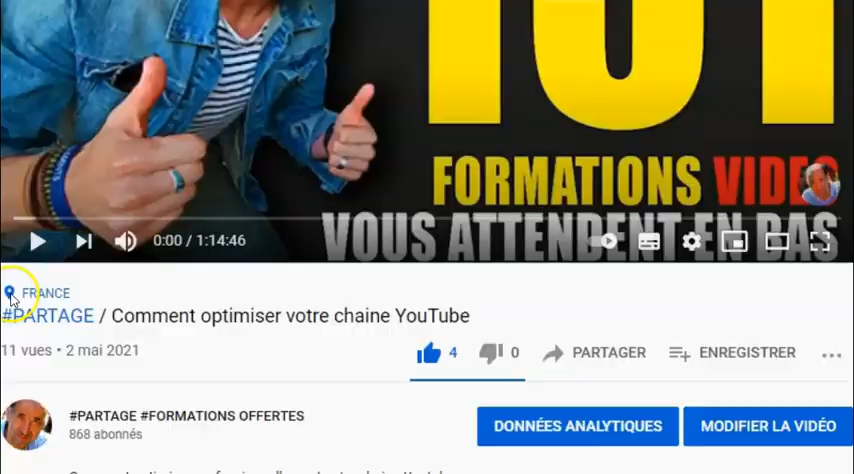 101
FORMATIONS VIDEO
VOUS ATTENDENT EN BAS
0:00 / 1:14:46
FRANCE
#PARTAGE / Comment optimiser votre chaine YouTube
11 vues • 2 mai 2021
4
0
PARTAGER
ENREGISTRER
#PARTAGE #FORMATIONS OFFERTES
868 abonnés
DONNÉES ANALYTIQUES
MODIFIER LA VIDÉO